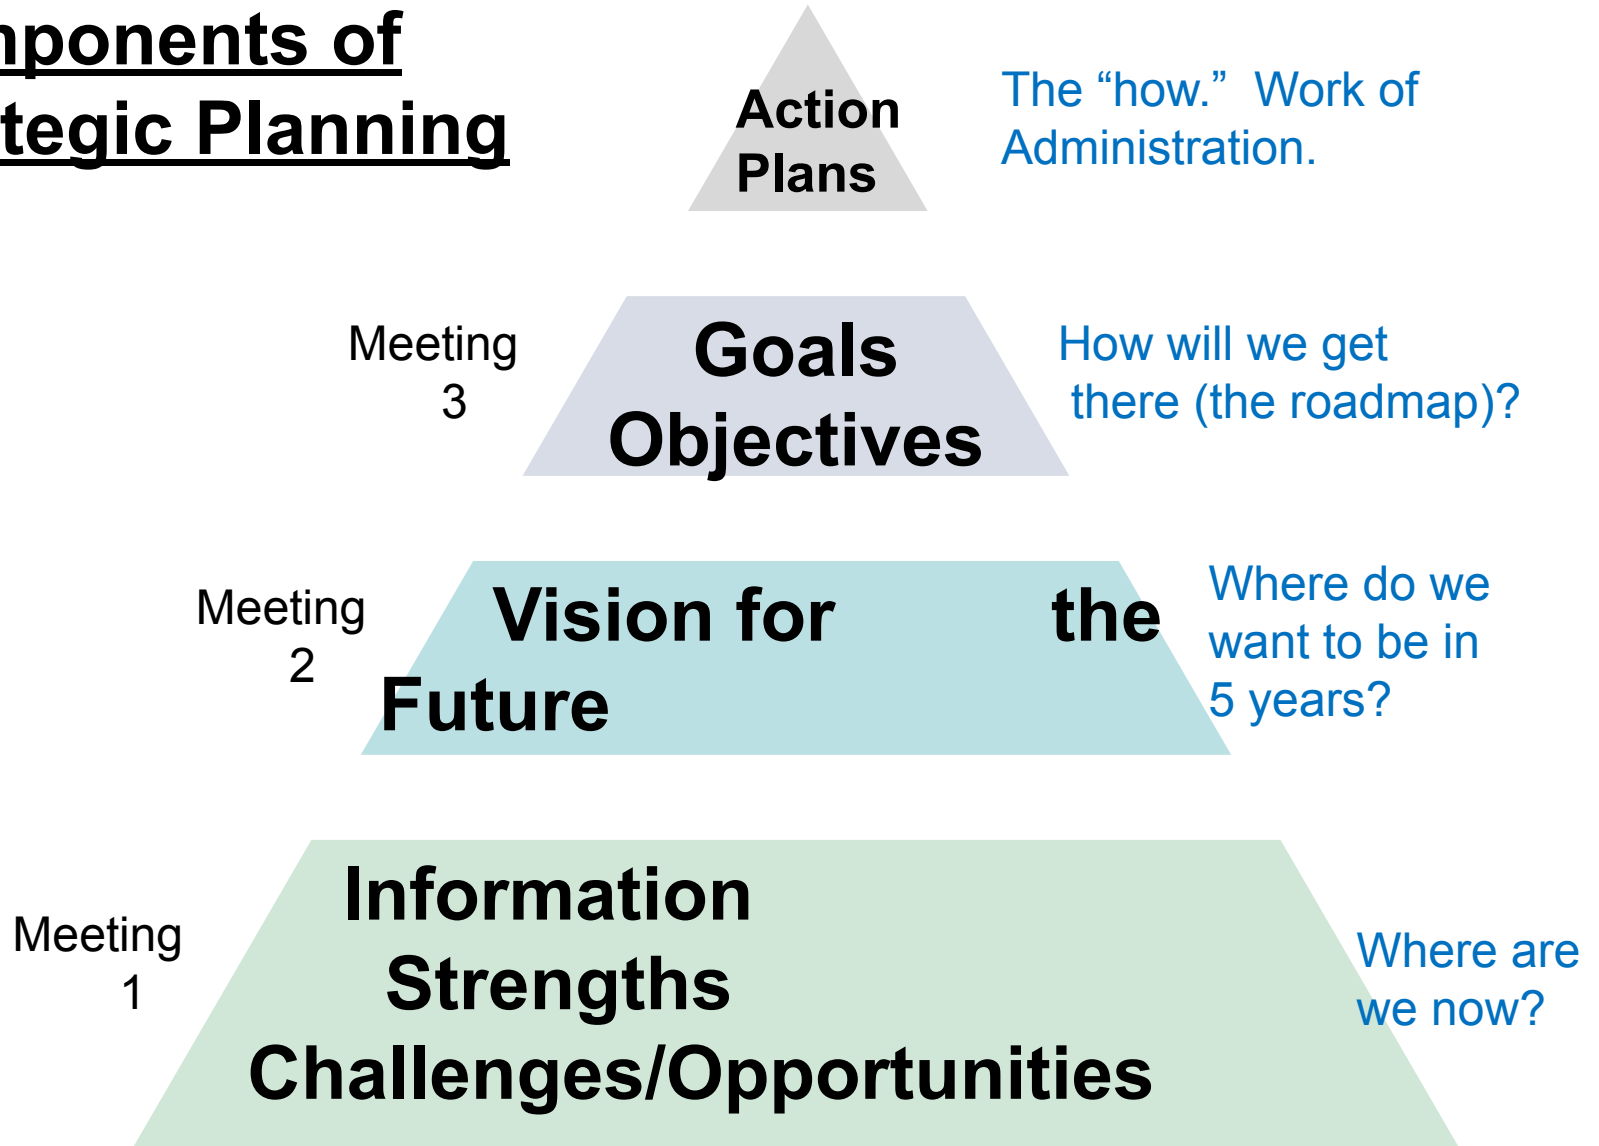 mponents of
tegic Planning
Action
Plans
The “how.” Work of
Administration.
Meeting
3
Goals
Objectives
How will we get
there (the roadmap)?
Meeting
2
Vision for the
Future
Where do we
want to be in
5 years?
Meeting
1
Information
Strengths
Challenges/Opportunities
Where are
we now?